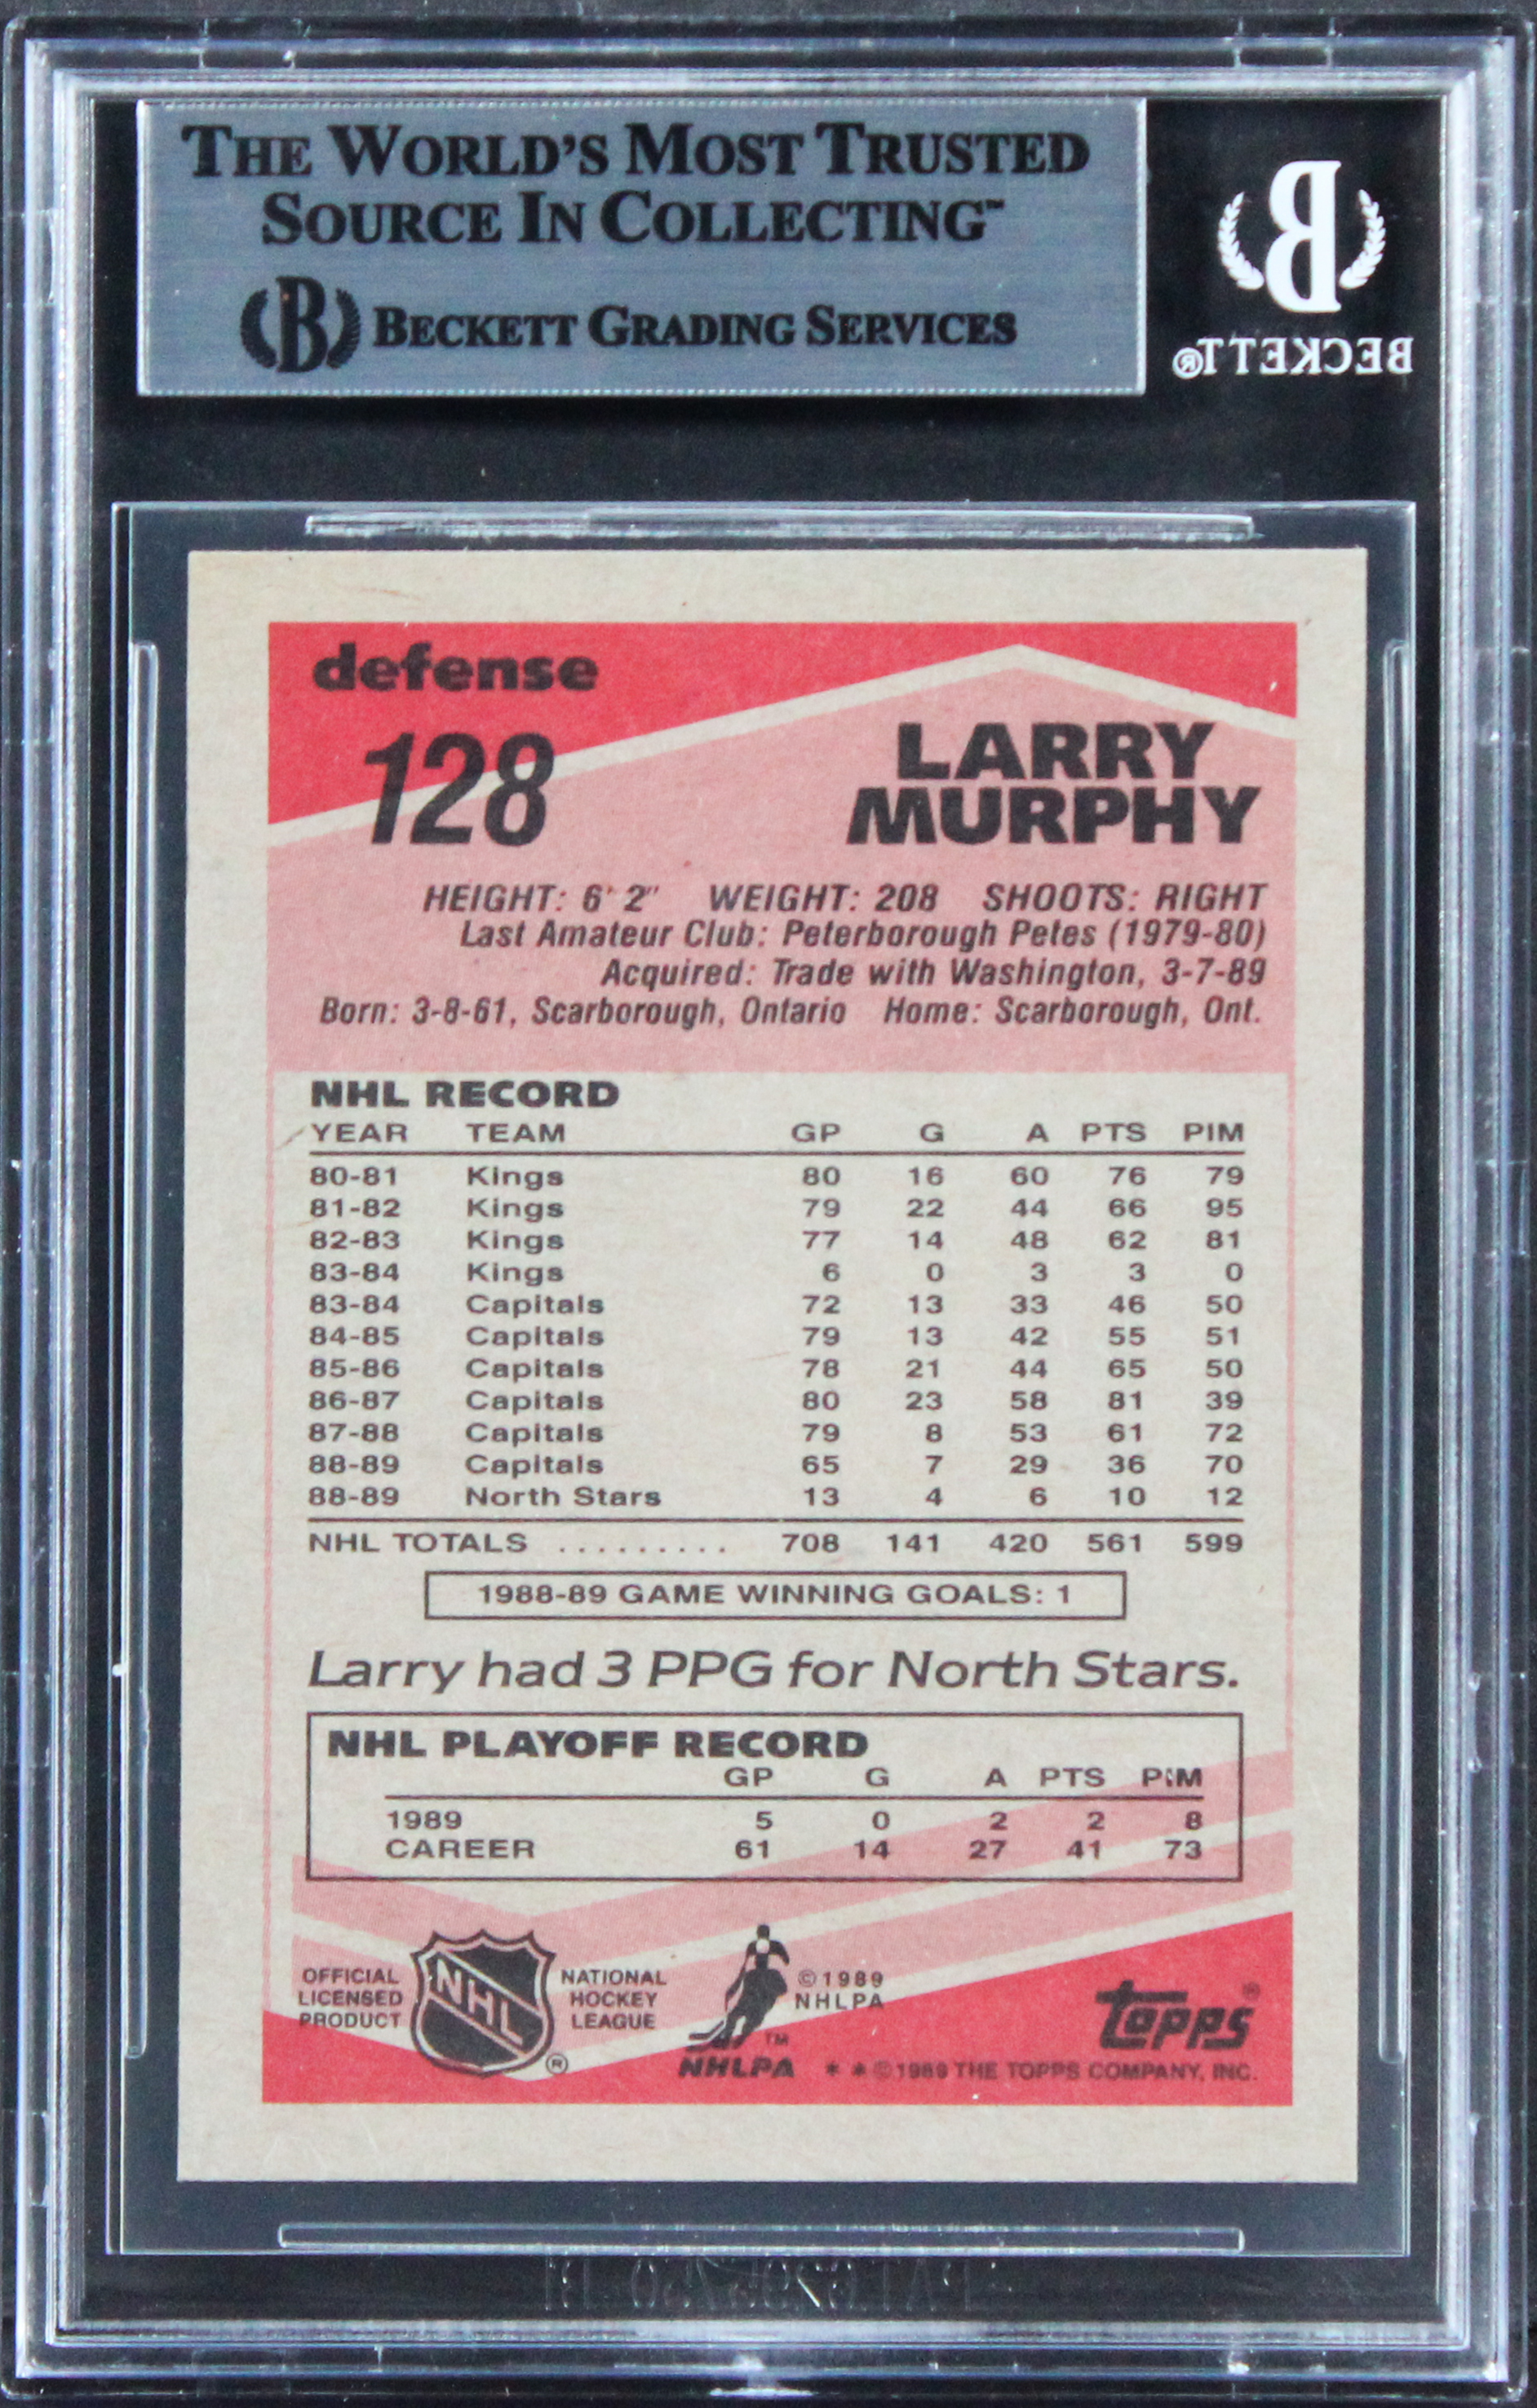 THE WORLD'S MOST TRUSTED
SOURCE IN COLLECTING™
B BECKETT GRADING SERVICES
B
BECKETT®
defense
128
LARRY
MURPHY
HEIGHT: 6' 2" WEIGHT: 208 SHOOTS: RIGHT
Last Amateur Club: Peterborough Petes (1979-80)
Acquired: Trade with Washington, 3-7-89
Born: 3-8-61, Scarborough, Ontario Home: Scarborough, Ont.
NHL RECORD
YEAR TEAM GP G A PTS PIM
80-81 Kings 80 16 60 76 79
81-82 Kings 79 22 44 66 95
82-83 Kings 77 14 48 62 81
83-84 Kings 6 0 3 3 0
83-84 Capitals 72 13 33 46 50
84-85 Capitals 79 13 42 55 51
85-86 Capitals 78 21 44 65 50
86-87 Capitals 80 23 58 81 39
87-88 Capitals 79 8 53 61 72
88-89 Capitals 65 7 29 36 70
88-89 North Stars 13 4 6 10 12
NHL TOTALS ......... 708 141 420 561 599
1988-89 GAME WINNING GOALS: 1
Larry had 3 PPG for North Stars.
NHL PLAYOFF RECORD
GP G A PTS PIM
1989 5 0 2 2 8
CAREER 61 14 27 41 73
OFFICIAL
LICENSED
PRODUCT
NHL
®
NATIONAL
HOCKEY
LEAGUE
©1989
NHLPA
TM
NHLPA
topps®
* * ©1989 THE TOPPS COMPANY, INC.